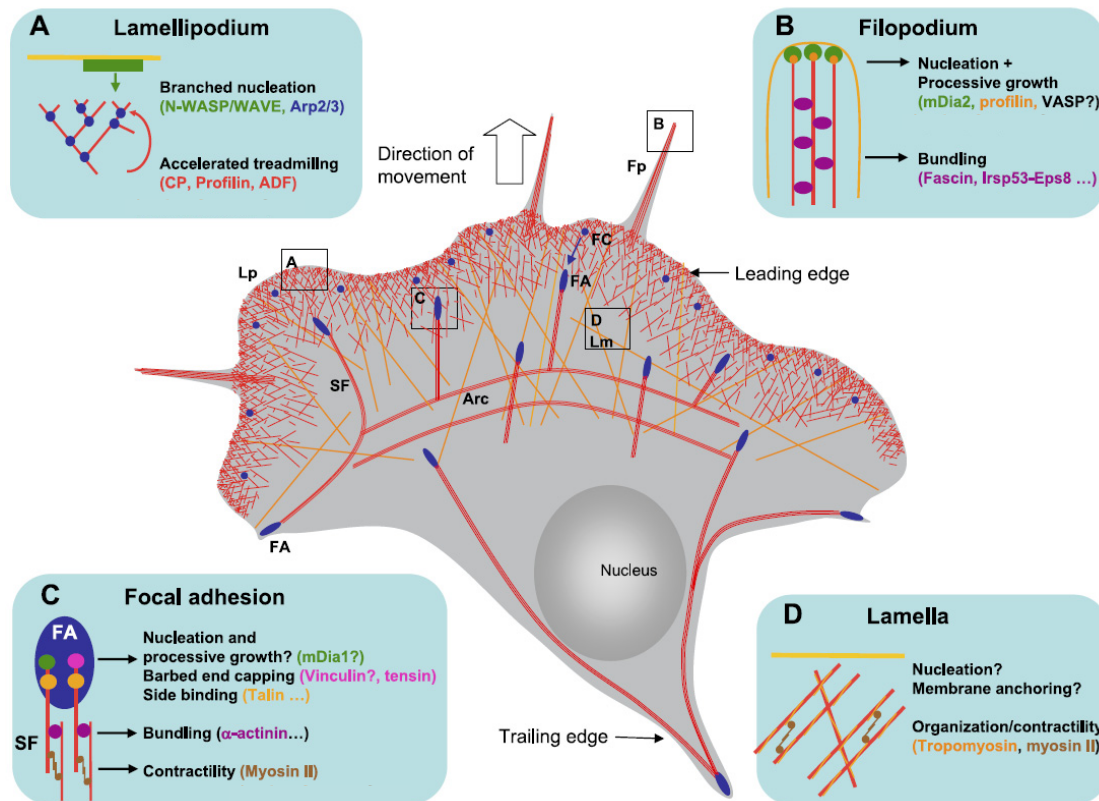 A
Lamellipodium
Branched nucleation
(N-WASP/WAVE, Arp2/3)
Accelerated treadmilling
(CP, Profilin, ADF)
B
Filopodium
Nucleation +
Processive growth
(mDia2, profilin, VASP?)
Bundling
(Fascin, Irsp53-Eps8 ...)
Direction of
movement
B
Fp
Lp
A
FC
FA
Leading edge
C
D
Lm
SF
Arc
FA
Nucleus
Trailing edge
C
Focal adhesion
FA
Nucleation and
processive growth? (mDia1?)
Barbed end capping (Vinculin?, tensin)
Side binding (Talin ...)
SF
Bundling (α-actinin...)
Contractility (Myosin II)
D
Lamella
Nucleation?
Membrane anchoring?
Organization/contractility
(Tropomyosin, myosin II)